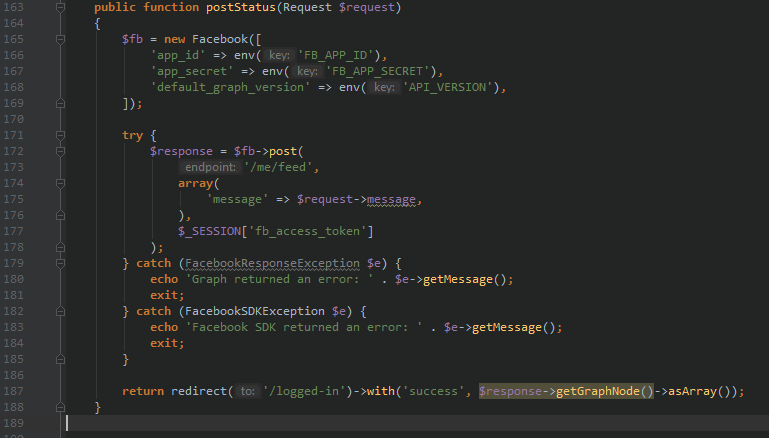 163 public function postStatus(Request $request)
164 {
165 $fb = new Facebook([
166 'app_id' => env( key: 'FB_APP_ID'),
167 'app_secret' => env( key: 'FB_APP_SECRET'),
168 'default_graph_version' => env( key: 'API_VERSION'),
169 ]);
170
171 try {
172 $response = $fb->post(
173 endpoint: '/me/feed',
174 array(
175 'message' => $request->message,
176 ),
177 $_SESSION['fb_access_token']
178 );
179 } catch (FacebookResponseException $e) {
180 echo 'Graph returned an error: ' . $e->getMessage();
181 exit;
182 } catch (FacebookSDKException $e) {
183 echo 'Facebook SDK returned an error: ' . $e->getMessage();
184 exit;
185 }
186
187 return redirect( to: '/logged-in')->with('success', $response->getGraphNode()->asArray());
188 }
189